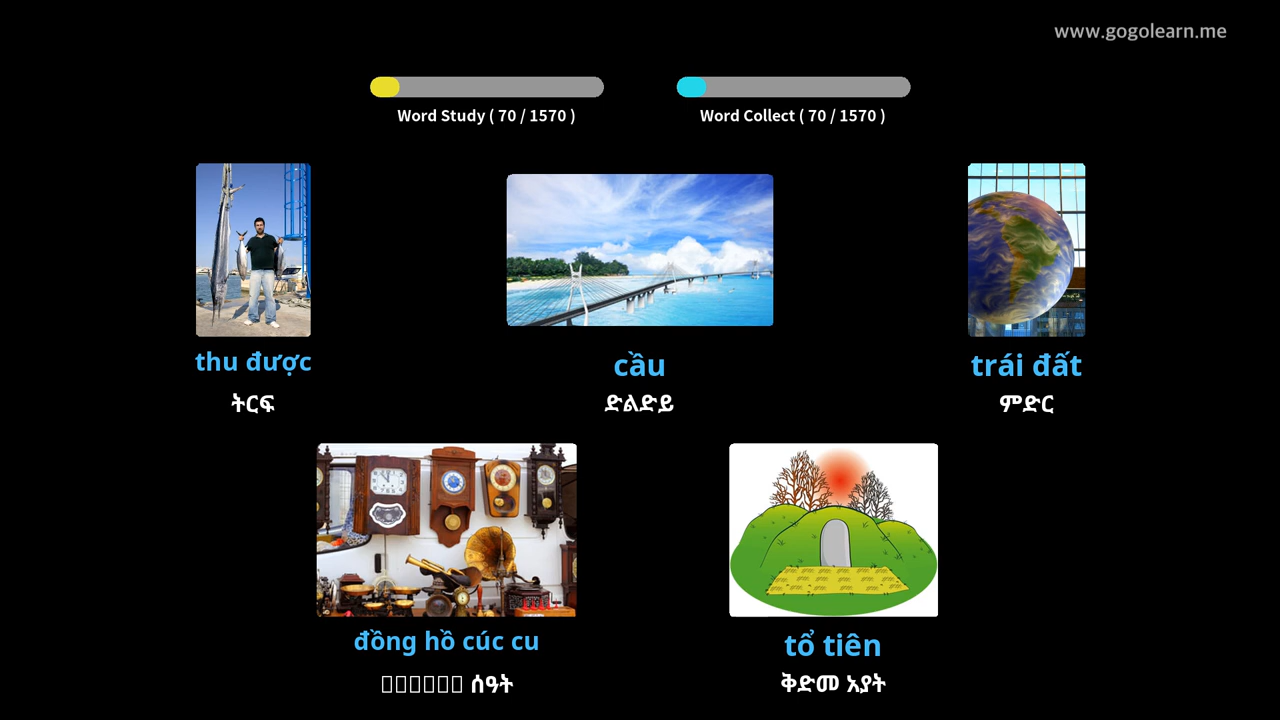 www.gogolearn.me
Word Study ( 70 / 1570 )
Word Collect ( 70 / 1570 )
thu được
ትርፍ
cầu
ድልድይ
trái đất
ምድር
đồng hồ cúc cu
ሰዓት
tổ tiên
ቅድመ አያት